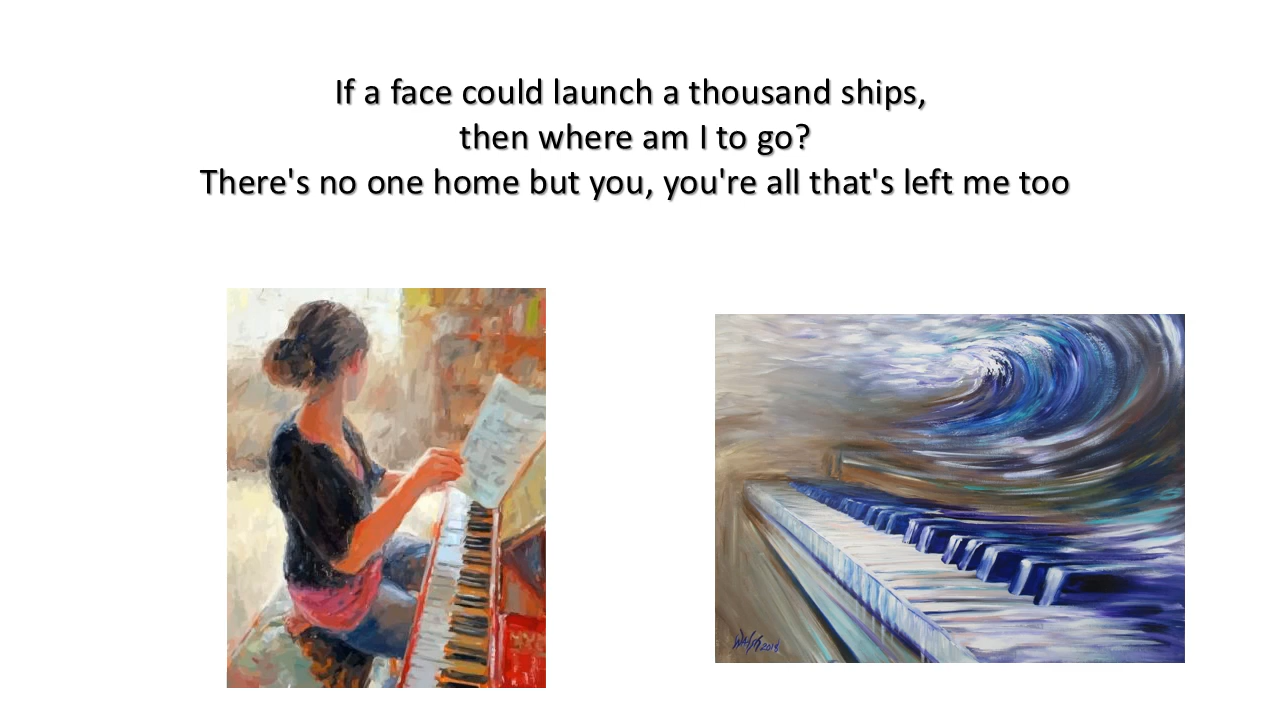 If a face could launch a thousand ships,
then where am I to go?
There's no one home but you, you're all that's left me too